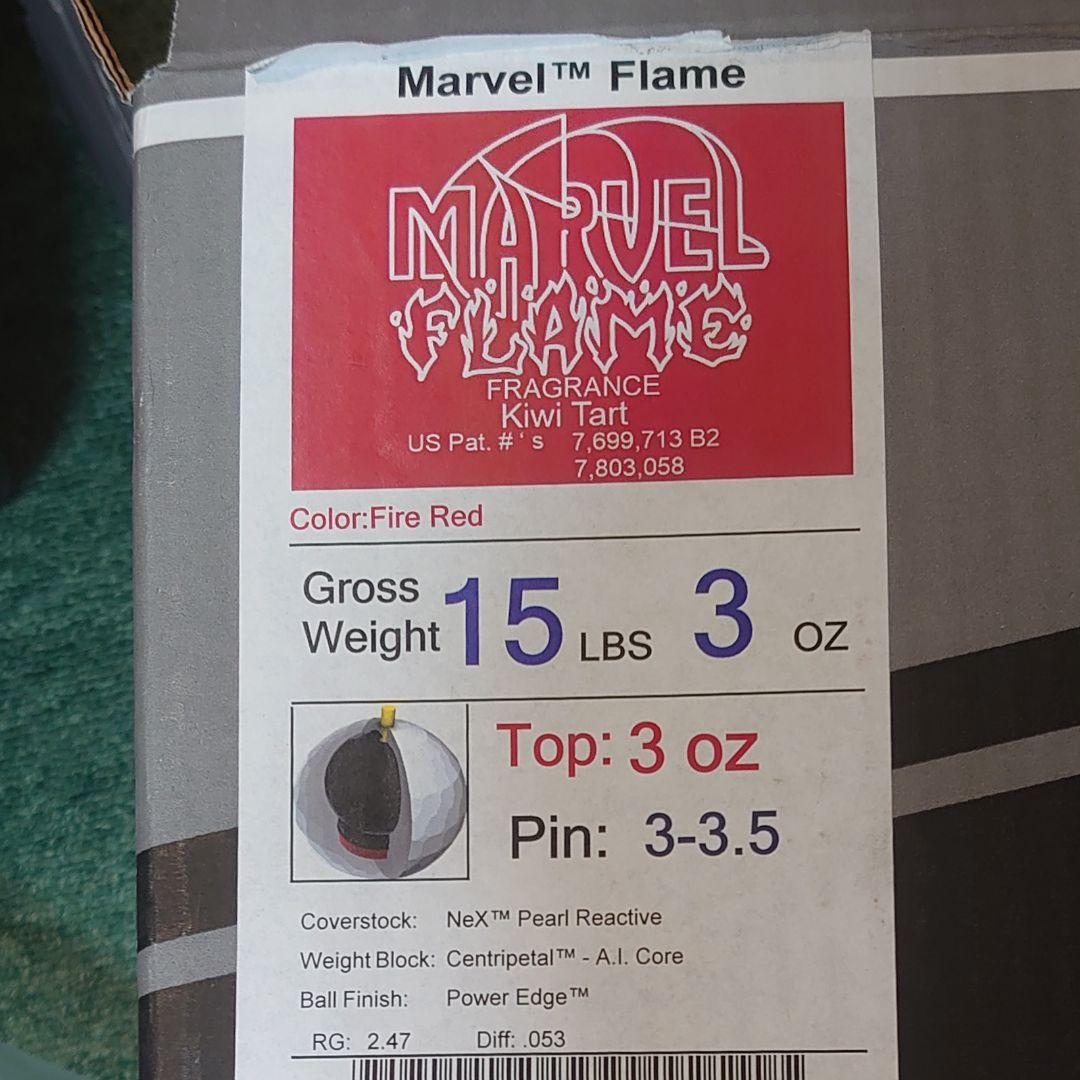 Marvel™ Flame
MARVEL
FLAME
FRAGRANCE
Kiwi Tart
US Pat. # ' s 7,699,713 B2
7,803,058
Color:Fire Red
Gross Weight 15 LBS 3 OZ
Top: 3 oz
Pin: 3-3.5
Coverstock: NeX™ Pearl Reactive
Weight Block: Centripetal™ - A.I. Core
Ball Finish: Power Edge™
RG: 2.47 Diff: .053